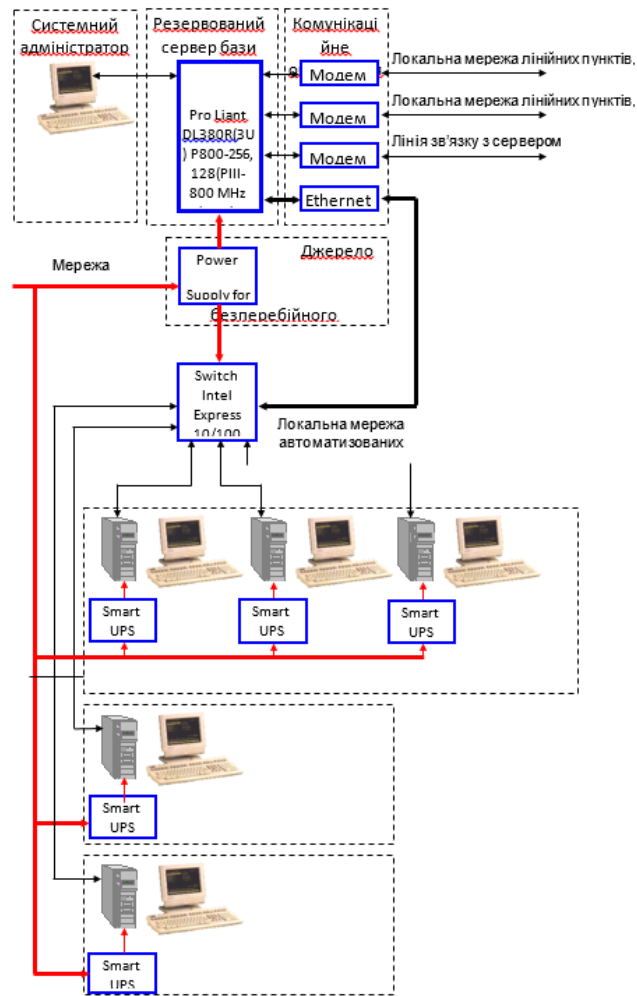 Системний
адміністратор
Резервований
сервер бази
Комунікаці
йне
Модем
Локальна мережа лінійних пунктів,
Pro Liant
DL380R(3U
) P800-256,
128(PIII-
800 MHz
Модем
Локальна мережа лінійних пунктів,
Модем
Лінія зв'язку з сервером
Ethernet
Джерело
Мережа
Power
Supply for
безперебійного
Switch
Intel
Express
10/100
Локальна мережа
автоматизованих
Smart
UPS
Smart
UPS
Smart
UPS
Smart
UPS
Smart
UPS